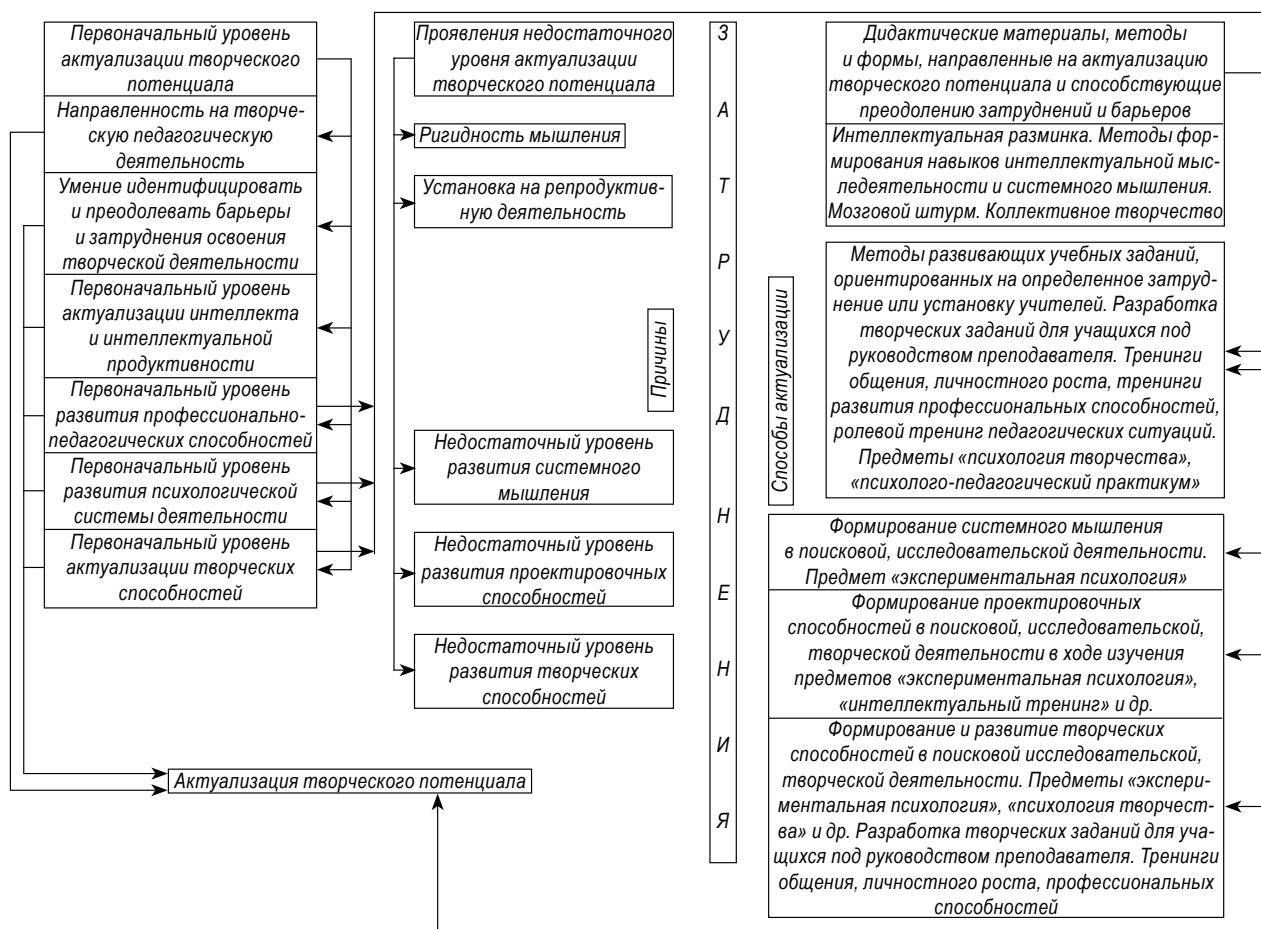 Первоначальный уровень
актуализации творческого
потенциала
Направленность на творче-
скую педагогическую
деятельность
Умение идентифицировать
и преодолевать барьеры
и затруднения освоения
творческой деятельности
Первоначальный уровень
актуализации интеллекта
и интеллектуальной
продуктивности
Первоначальный уровень
развития профессионально-
педагогических способностей
Первоначальный уровень
развития психологической
системы деятельности
Первоначальный уровень
актуализации творческих
способностей
Проявления недостаточного
уровня актуализации
творческого потенциала
Ригидность мышления
Установка на репродуктив-
ную деятельность
Причины
Недостаточный уровень
развития системного
мышления
Недостаточный уровень
развития проектировочных
способностей
Недостаточный уровень
развития творческих
способностей
Актуализация творческого потенциала
З
А
Т
Р
У
Д
Н
Е
Н
И
Я
Способы актуализации
Дидактические материалы, методы
и формы, направленные на актуализацию
творческого потенциала и способствующие
преодолению затруднений и барьеров
Интеллектуальная разминка. Методы фор-
мирования навыков интеллектуальной мыс-
ледеятельности и системного мышления.
Мозговой штурм. Коллективное творчество
Методы развивающих учебных заданий,
ориентированных на определенное затруд-
нение или установку учителей. Разработка
творческих заданий для учащихся под
руководством преподавателя. Тренинги
общения, личностного роста, тренинги
развития профессиональных способностей,
ролевой тренинг педагогических ситуаций.
Предметы «психология творчества»,
«психолого-педагогический практикум»
Формирование системного мышления
в поисковой, исследовательской деятельности.
Предмет «экспериментальная психология»
Формирование проектировочных
способностей в поисковой, исследовательской,
творческой деятельности в ходе изучения
предметов «экспериментальная психология»,
«интеллектуальный тренинг» и др.
Формирование и развитие творческих
способностей в поисковой исследовательской,
творческой деятельности. Предметы «экспери-
ментальная психология», «психология творчест-
ва» и др. Разработка творческих заданий для уча-
щихся под руководством преподавателя. Тренинги
общения, личностного роста, профессиональных
способностей